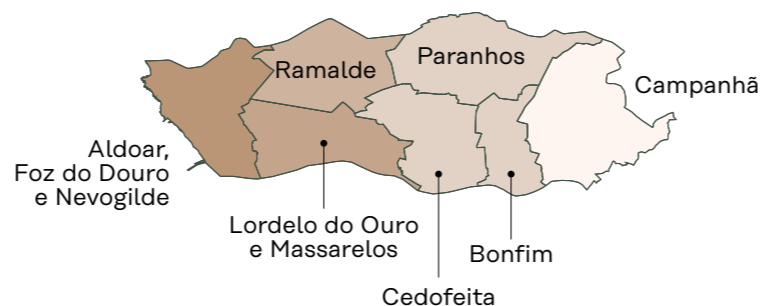 Ramalde
Paranhos
Campanhã
Aldoar,
Foz do Douro
e Nevogilde
Lordelo do Ouro
e Massarelos
Bonfim
Cedofeita